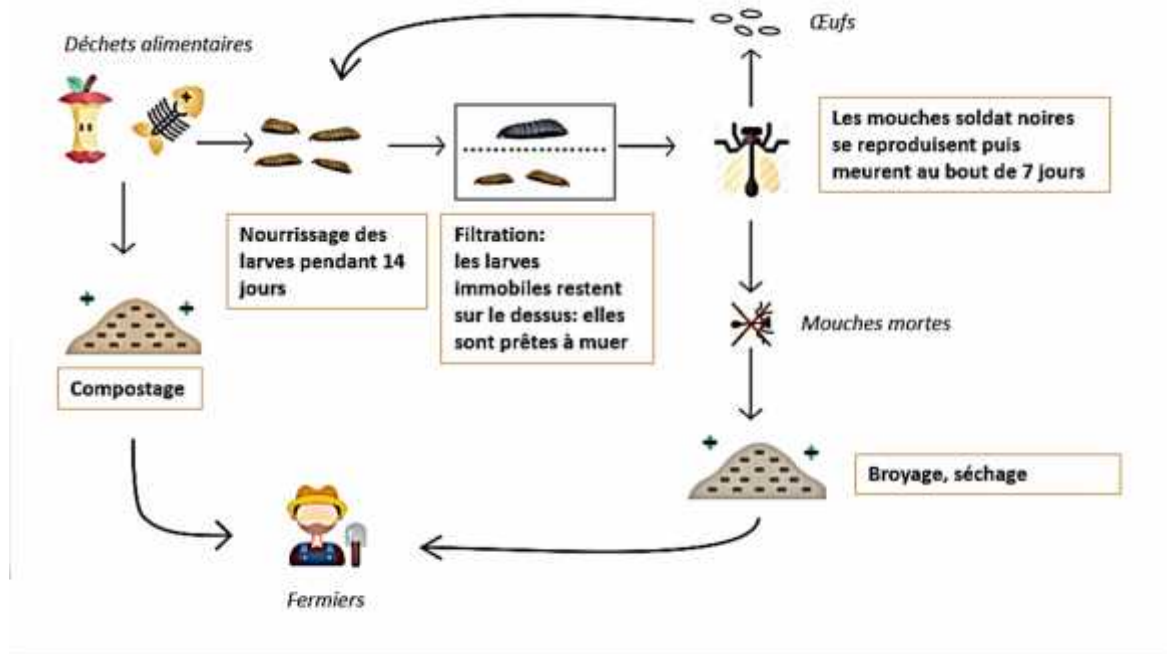 Déchets alimentaires
Œufs
Les mouches soldat noires
se reproduisent puis
meurent au bout de 7 jours
Nourrissage des
larves pendant 14
jours
Filtration:
les larves
immobiles restent
sur le dessus: elles
sont prêtes à muer
Mouches mortes
Compostage
Broyage, séchage
Fermiers